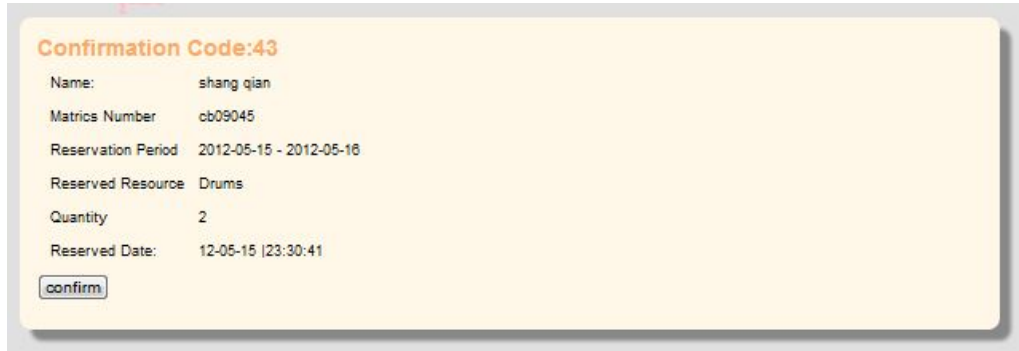 Confirmation Code:43
Name: shang qian
Matrics Number cb09045
Reservation Period 2012-05-15 - 2012-05-16
Reserved Resource Drums
Quantity 2
Reserved Date: 12-05-15 |23:30:41
confirm